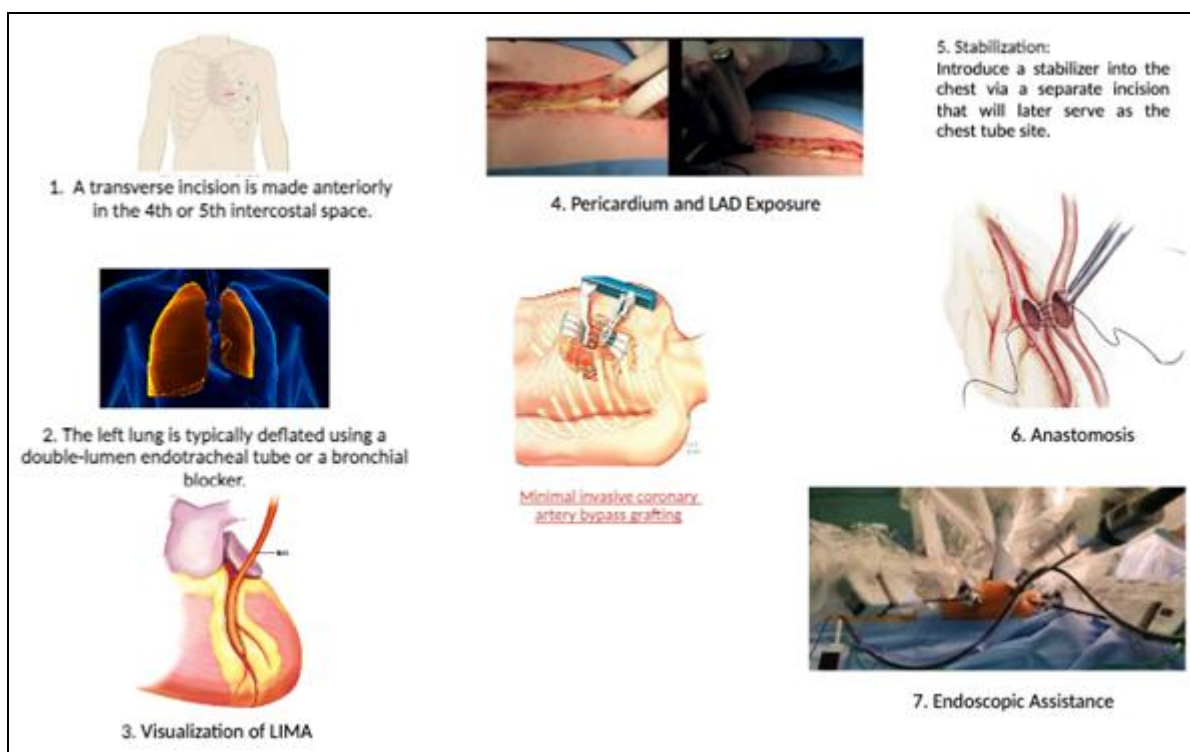 1. A transverse incision is made anteriorly
in the 4th or 5th intercostal space.
2. The left lung is typically deflated using a
double-lumen endotracheal tube or a bronchial
blocker.
3. Visualization of LIMA
4. Pericardium and LAD Exposure
Minimal invasive coronary
artery bypass grafting
5. Stabilization:
Introduce a stabilizer into the
chest via a separate incision
that will later serve as the
chest tube site.
6. Anastomosis
7. Endoscopic Assistance